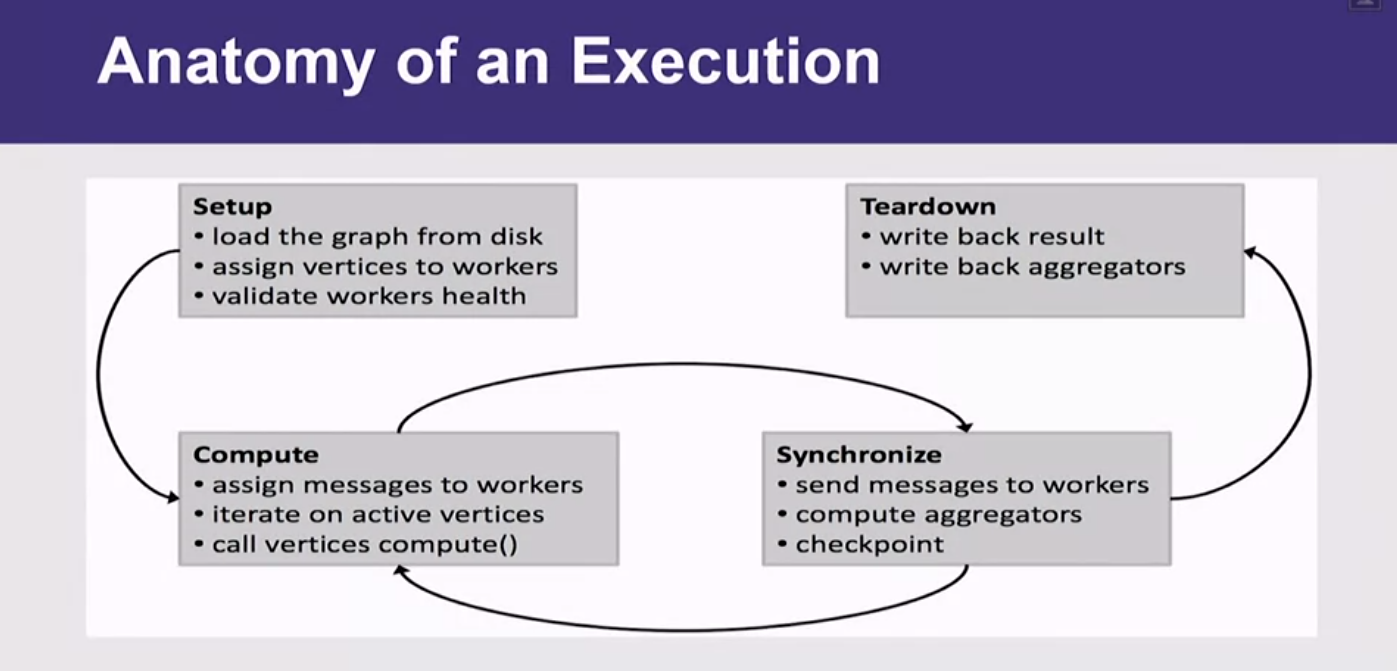 Anatomy of an Execution
Setup
• load the graph from disk
• assign vertices to workers
• validate workers health
Teardown
• write back result
• write back aggregators
Compute
• assign messages to workers
• iterate on active vertices
• call vertices compute()
Synchronize
• send messages to workers
• compute aggregators
• checkpoint